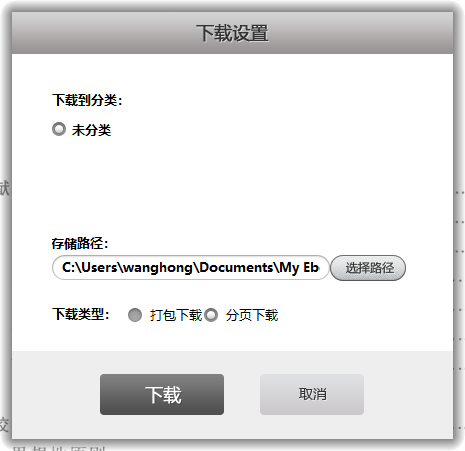 下载设置
下载到分类：
未分类
献
存储路径：
C:\Users\wanghong\Documents\My Eb
选择路径
下载类型： 打包下载 分页下载
下载 取消